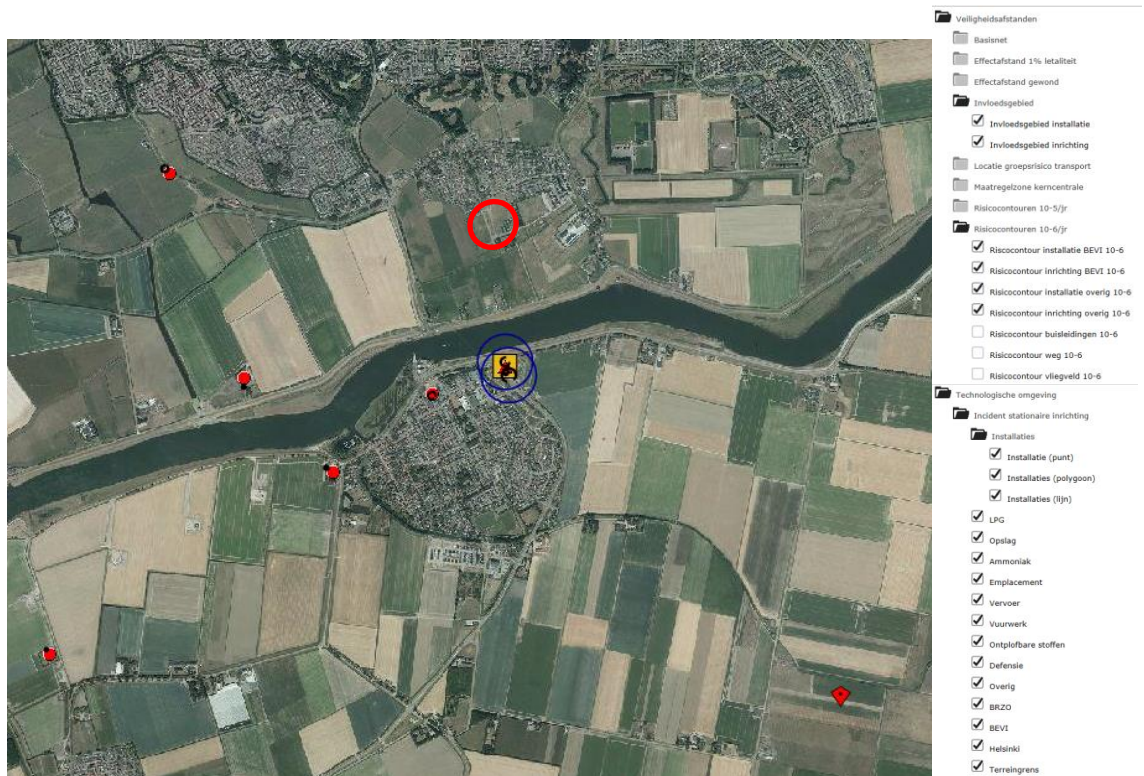 Veiligheidsafstanden
Basisnet
Effectafstand 1% letaliteit
Effectafstand gewond
Invloedsgebied
Invloedsgebied installatie
Invloedsgebied inrichting
Locatie groepsrisico transport
Maatregelzone kerncentrale
Risicocontouren 10-5/jr
Risicocontouren 10-6/jr
Riscocontour installatie BEVI 10-6
Risicocontour inrichting BEVI 10-6
Risicocontour installatie overig 10-6
Risicocontour inrichting overig 10-6
Risicocontour buisleidingen 10-6
Risicocontour weg 10-6
Risicocontour vliegveld 10-6
Technologische omgeving
Incident stationaire inrichting
Installaties
Installatie (punt)
Installaties (polygoon)
Installaties (lijn)
LPG
Opslag
Ammoniak
Emplacement
Vervoer
Vuurwerk
Ontplofbare stoffen
Defensie
Overig
BRZO
BEVI
Helsinki
Terreingrens